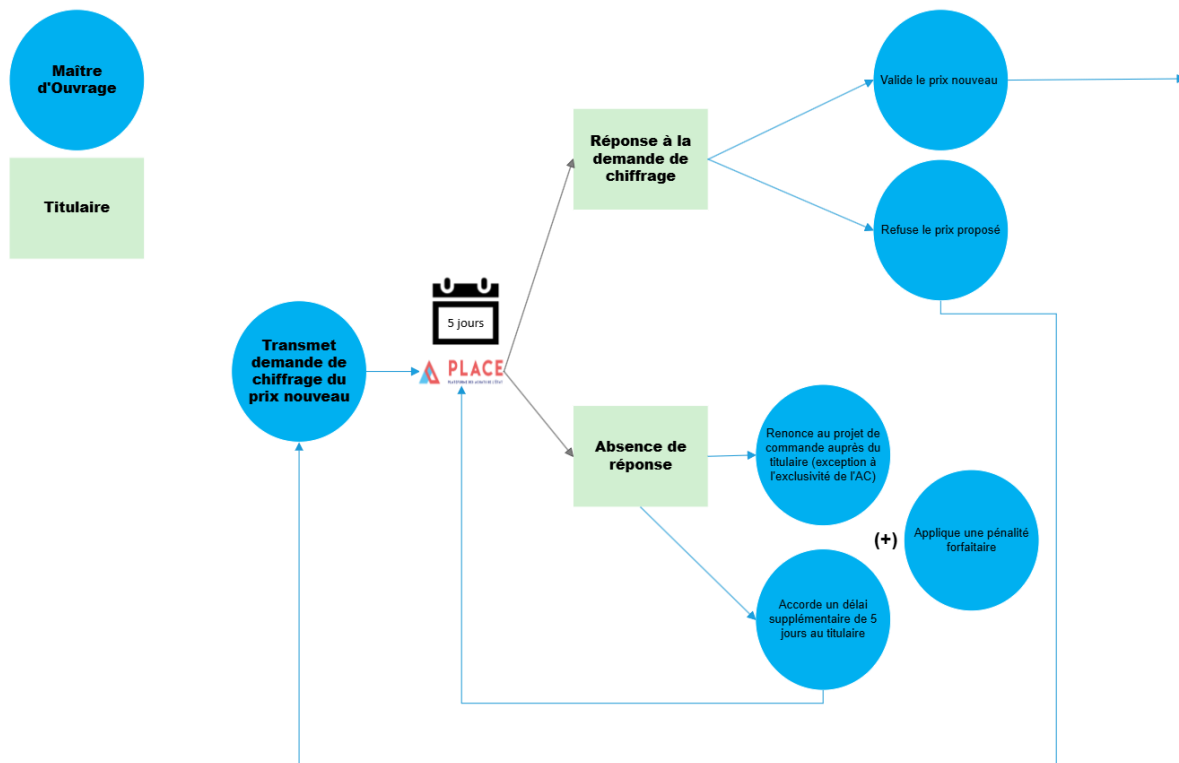 Maître
d'Ouvrage
Titulaire
Transmet
demande de
chiffrage du
prix nouveau
5 jours
PLACE
Réponse à la
demande de
chiffrage
Valide le prix nouveau
Refuse le prix proposé
Absence de
réponse
Renonce au projet de
commande auprès du
titulaire (exception à
l'exclusivité de l'AC)
(+)
Applique une pénalité
forfaitaire
Accorde un délai
supplémentaire de 5
jours au titulaire